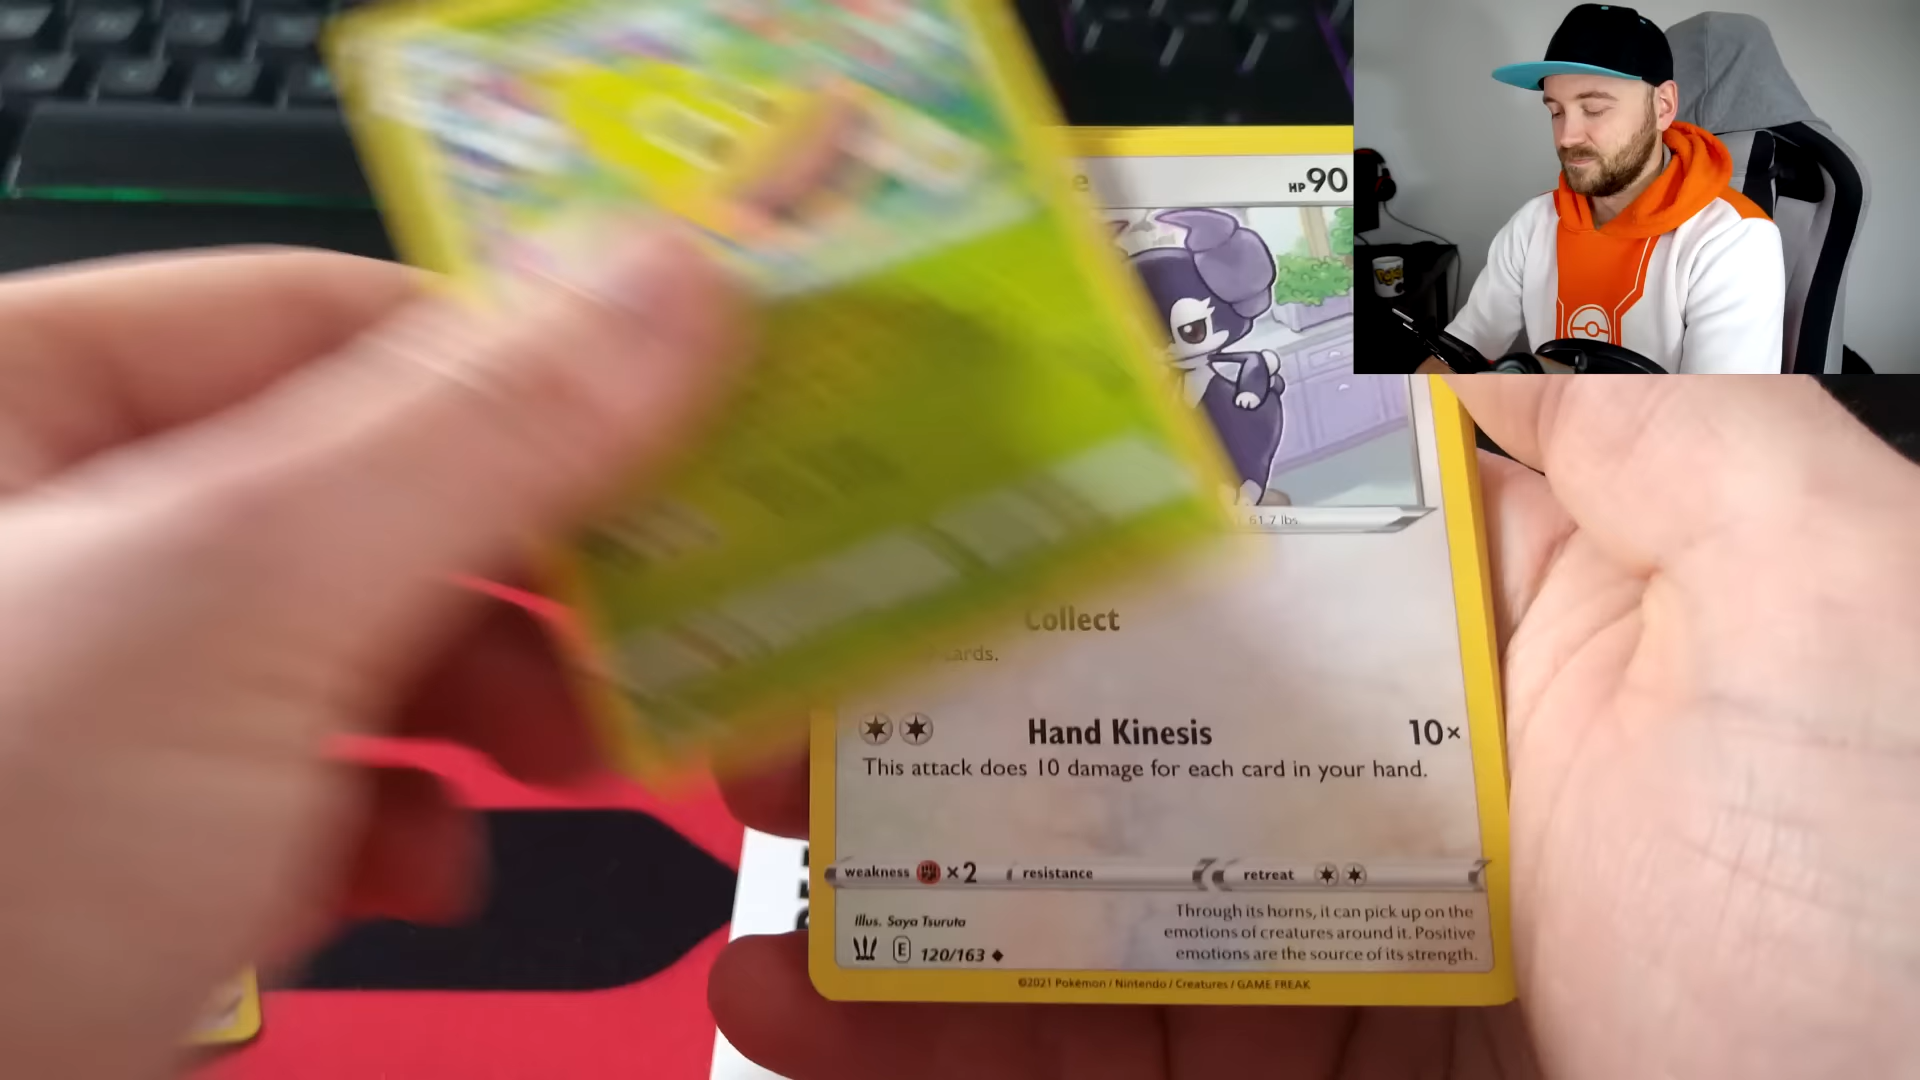 e HP 90
61.7 lbs.
Collect
cards.
Hand Kinesis 10×
This attack does 10 damage for each card in your hand.
weakness ×2 resistance retreat
Illus. Saya Tsuruta
E 120/163
Through its horns, it can pick up on the
emotions of creatures around it. Positive
emotions are the source of its strength.
©2021 Pokémon / Nintendo / Creatures / GAME FREAK